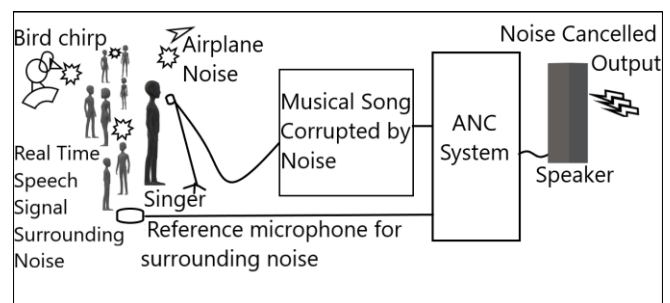 Bird chirp
Airplane
Noise
Noise Cancelled
Output
Musical Song
Corrupted by
Noise
ANC
System
Real Time
Speech
Signal
Surrounding
Noise
Singer
Speaker
Reference microphone for
surrounding noise